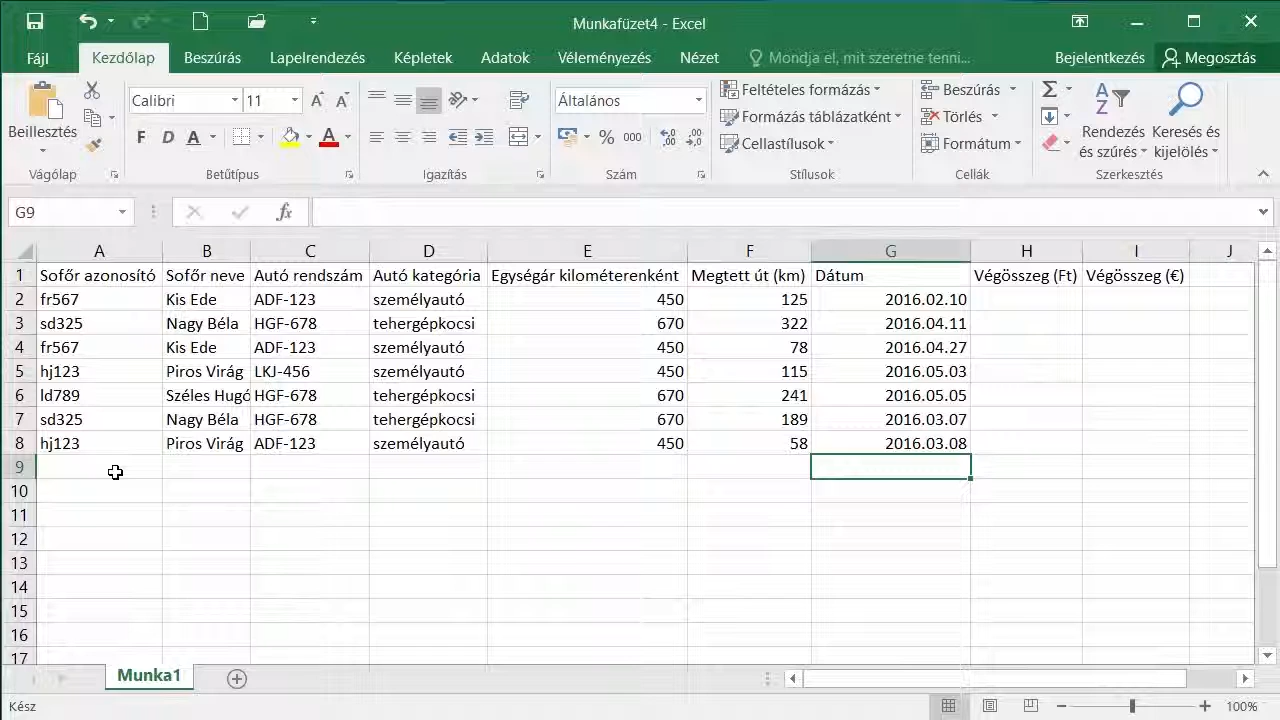 Munkafüzet4 - Excel
Fájl Kezdőlap Beszúrás Lapelrendezés Képletek Adatok Véleményezés Nézet Mondja el, mit szeretne tenni... Bejelentkezés Megosztás
Beillesztés
Vágólap
Calibri 11
F D A A
Betűtípus
Igazítás
Általános
% 000
Szám
Feltételes formázás
Formázás táblázatként
Cellastílusok
Stílusok
Beszúrás
Törlés
Formátum
Cellák
Rendezés és szűrés
Keresés és kijelölés
Szerkesztés
G9 fx
A B C D E F G H I J
1 Sofőr azonosító Sofőr neve Autó rendszám Autó kategória Egységár kilométerenként Megtett út (km) Dátum Végösszeg (Ft) Végösszeg (€)
2 fr567 Kis Ede ADF-123 személyautó 450 125 2016.02.10
3 sd325 Nagy Béla HGF-678 tehergépkocsi 670 322 2016.04.11
4 fr567 Kis Ede ADF-123 személyautó 450 78 2016.04.27
5 hj123 Piros Virág LKJ-456 személyautó 450 115 2016.05.03
6 ld789 Széles Hugó HGF-678 tehergépkocsi 670 241 2016.05.05
7 sd325 Nagy Béla HGF-678 tehergépkocsi 670 189 2016.03.07
8 hj123 Piros Virág ADF-123 személyautó 450 58 2016.03.08
9
10
11
12
13
14
15
16
17
Munka1
Kész 100%